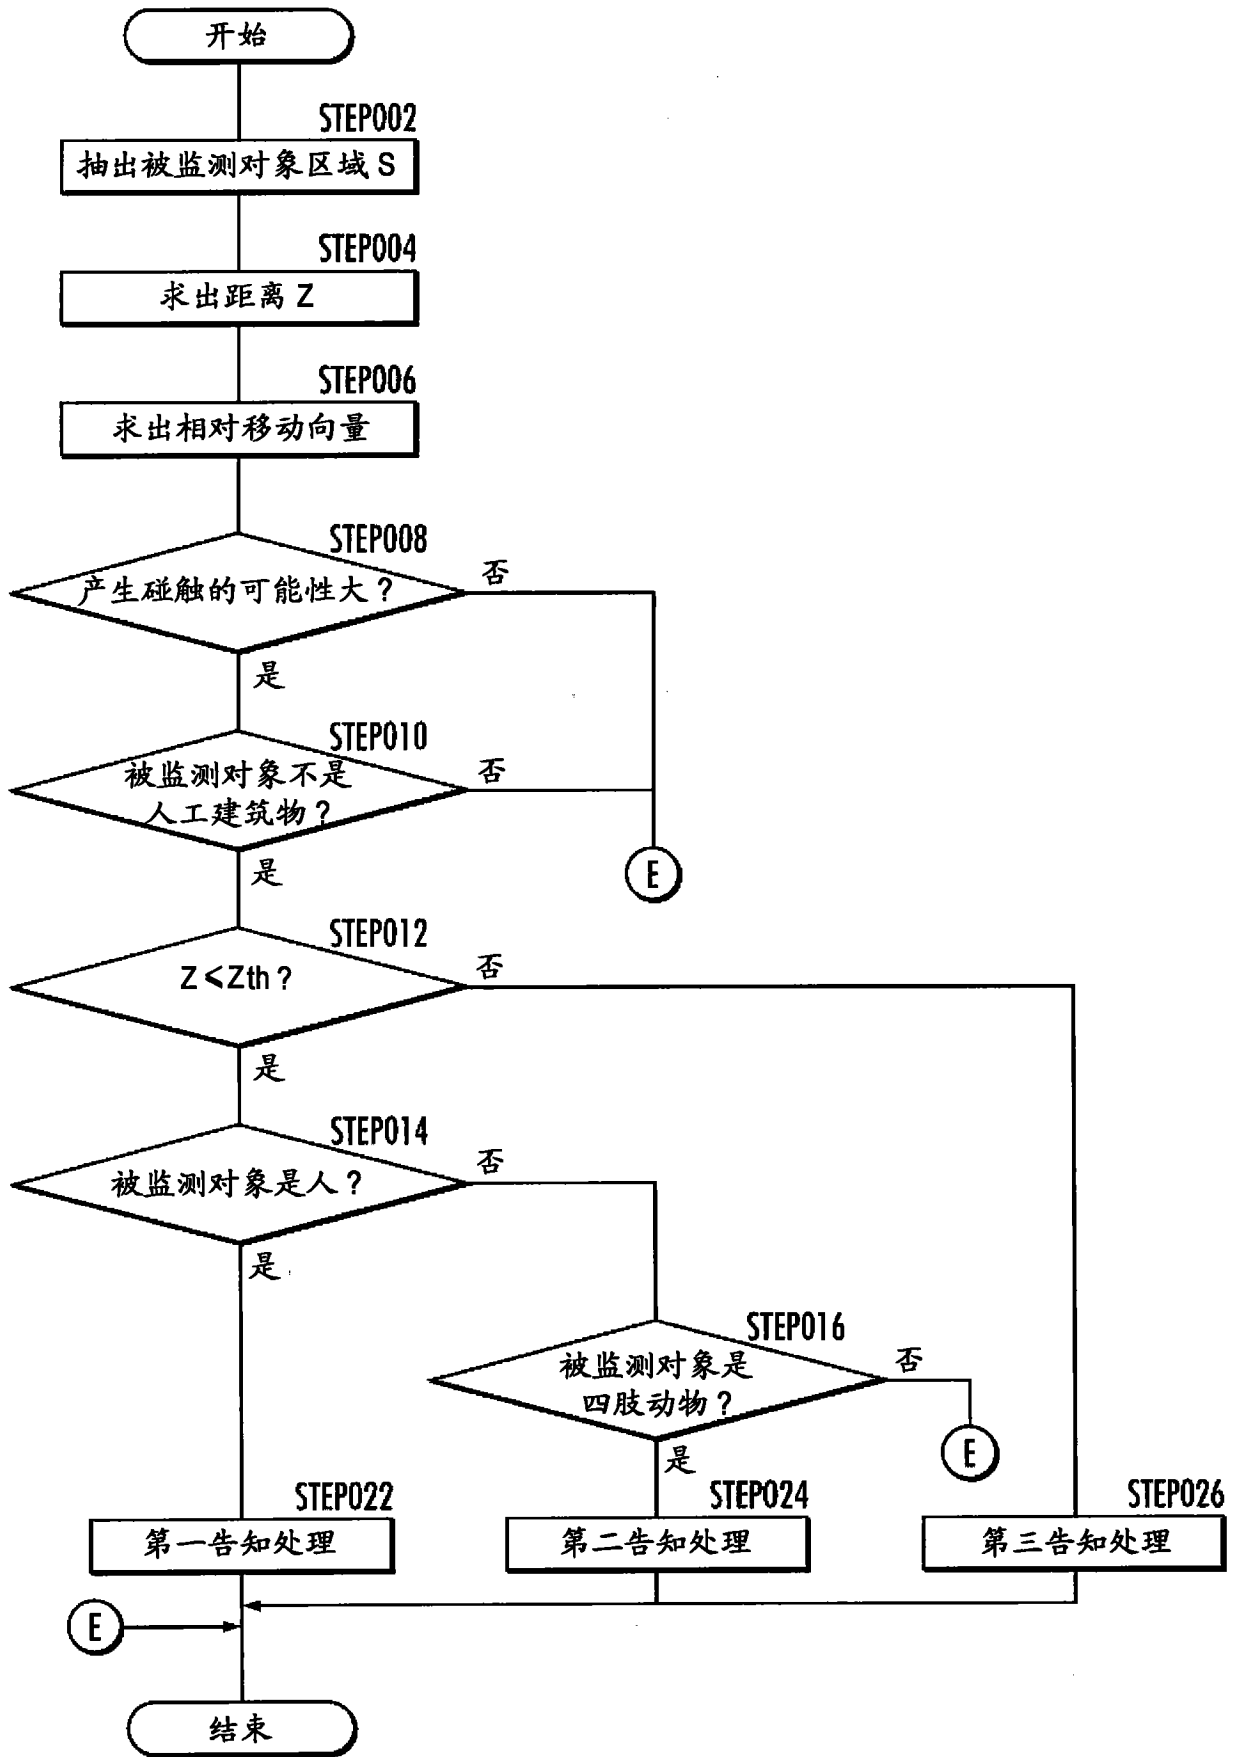 开始
STEP002
抽出被监测对象区域 S
STEP004
求出距离 Z
STEP006
求出相对移动向量
STEP008
产生碰触的可能性大？
否
是
STEP010
被监测对象不是
人工建筑物？
否
是
E
STEP012
Z≤Zth？
否
是
STEP014
被监测对象是人？
否
是
STEP016
被监测对象是
四肢动物？
否
是
E
STEP022
第一告知处理
STEP024
第二告知处理
STEP026
第三告知处理
E
结束